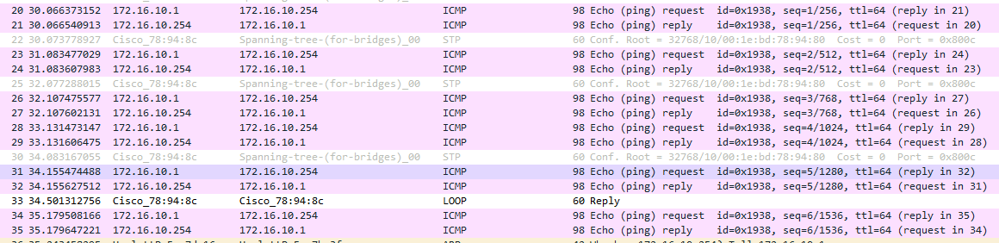 20 30.066373152 172.16.10.1 172.16.10.254 ICMP 98 Echo (ping) request id=0x1938, seq=1/256, ttl=64 (reply in 21)
21 30.066540913 172.16.10.254 172.16.10.1 ICMP 98 Echo (ping) reply id=0x1938, seq=1/256, ttl=64 (request in 20)
22 30.073778927 Cisco_78:94:8c Spanning-tree-(for-bridges)_00 STP 60 Conf. Root = 32768/10/00:1e:bd:78:94:80 Cost = 0 Port = 0x800c
23 31.083477029 172.16.10.1 172.16.10.254 ICMP 98 Echo (ping) request id=0x1938, seq=2/512, ttl=64 (reply in 24)
24 31.083607983 172.16.10.254 172.16.10.1 ICMP 98 Echo (ping) reply id=0x1938, seq=2/512, ttl=64 (request in 23)
25 32.077288015 Cisco_78:94:8c Spanning-tree-(for-bridges)_00 STP 60 Conf. Root = 32768/10/00:1e:bd:78:94:80 Cost = 0 Port = 0x800c
26 32.107475577 172.16.10.1 172.16.10.254 ICMP 98 Echo (ping) request id=0x1938, seq=3/768, ttl=64 (reply in 27)
27 32.107602131 172.16.10.254 172.16.10.1 ICMP 98 Echo (ping) reply id=0x1938, seq=3/768, ttl=64 (request in 26)
28 33.131473147 172.16.10.1 172.16.10.254 ICMP 98 Echo (ping) request id=0x1938, seq=4/1024, ttl=64 (reply in 29)
29 33.131606475 172.16.10.254 172.16.10.1 ICMP 98 Echo (ping) reply id=0x1938, seq=4/1024, ttl=64 (request in 28)
30 34.083167055 Cisco_78:94:8c Spanning-tree-(for-bridges)_00 STP 60 Conf. Root = 32768/10/00:1e:bd:78:94:80 Cost = 0 Port = 0x800c
31 34.155474488 172.16.10.1 172.16.10.254 ICMP 98 Echo (ping) request id=0x1938, seq=5/1280, ttl=64 (reply in 32)
32 34.155627512 172.16.10.254 172.16.10.1 ICMP 98 Echo (ping) reply id=0x1938, seq=5/1280, ttl=64 (request in 31)
33 34.501312756 Cisco_78:94:8c Cisco_78:94:8c LOOP 60 Reply
34 35.179508166 172.16.10.1 172.16.10.254 ICMP 98 Echo (ping) request id=0x1938, seq=6/1536, ttl=64 (reply in 35)
35 35.179647221 172.16.10.254 172.16.10.1 ICMP 98 Echo (ping) reply id=0x1938, seq=6/1536, ttl=64 (request in 34)